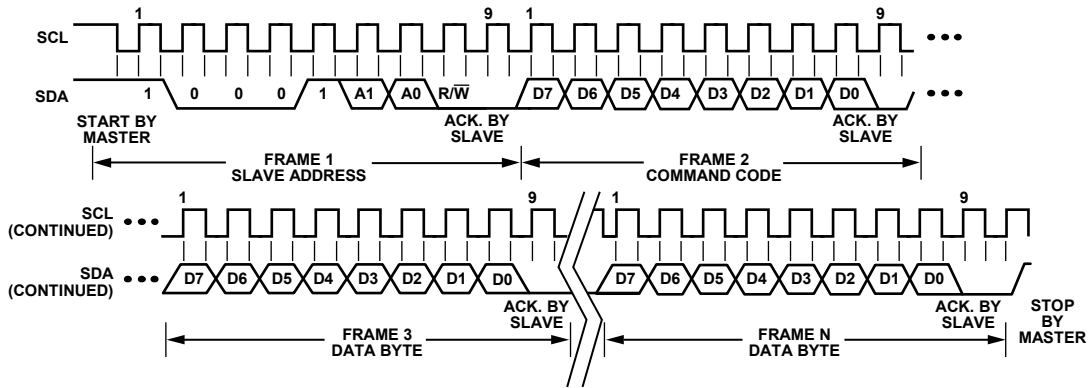 1 9 1 9
SCL
SDA 1 0 0 0 1 A1 A0 R/W D7 D6 D5 D4 D3 D2 D1 D0
START BY MASTER
ACK. BY SLAVE
ACK. BY SLAVE
FRAME 1
SLAVE ADDRESS
FRAME 2
COMMAND CODE
1 9 1 9
SCL
(CONTINUED)
SDA
(CONTINUED)
D7 D6 D5 D4 D3 D2 D1 D0 D7 D6 D5 D4 D3 D2 D1 D0
ACK. BY
SLAVE
ACK. BY
SLAVE
STOP
BY
MASTER
FRAME 3
DATA BYTE
FRAME N
DATA BYTE